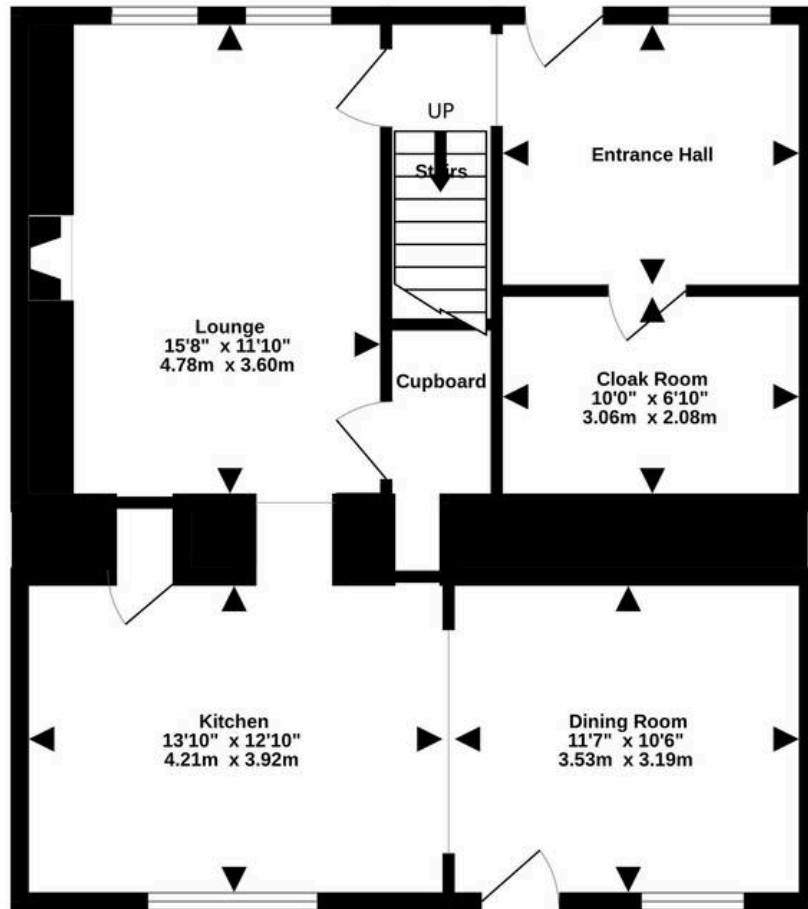 UP
Stairs
Entrance Hall
Lounge
15'8" x 11'10"
4.78m x 3.60m
Cupboard
Cloak Room
10'0" x 6'10"
3.06m x 2.08m
Kitchen
13'10" x 12'10"
4.21m x 3.92m
Dining Room
11'7" x 10'6"
3.53m x 3.19m